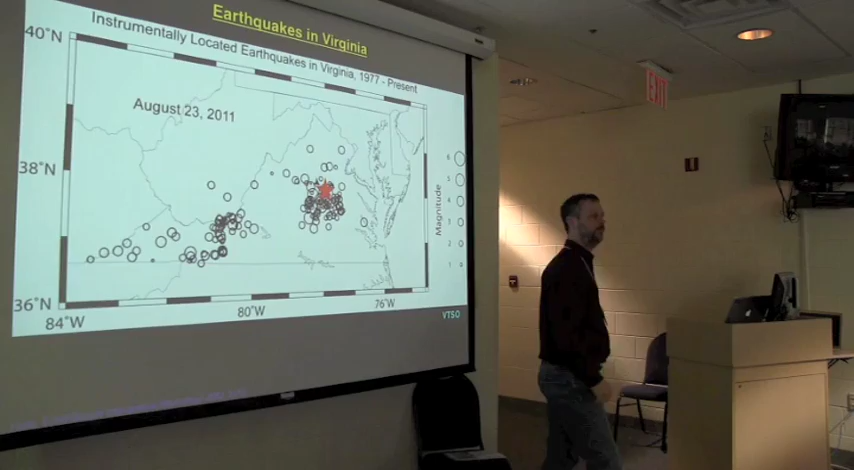 Earthquakes in Virginia
Instrumentally Located Earthquakes in Virginia, 1977 - Present
40°N
August 23, 2011
38°N
36°N
84°W
80°W
76°W
Magnitude
6
5
4
3
2
1
VTSO
EXIT